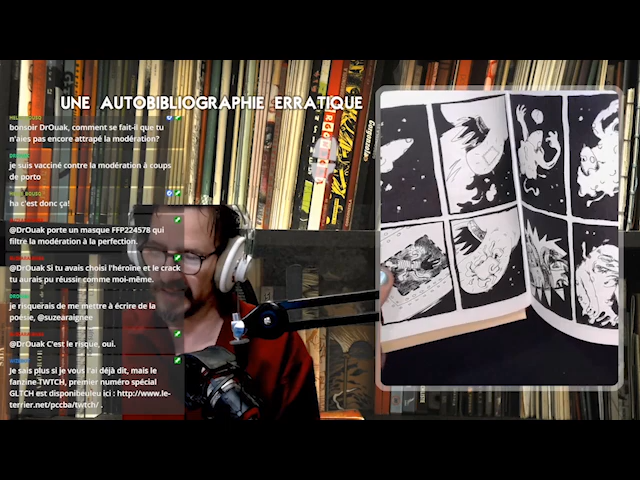 UNE AUTOBIBLIOGRAPHIE ERRATIQUE
bonsoir DrOuak, comment se fait-il que tu
n'aies pas encore attrapé la modération?
je suis vacciné contre la modération à coups
de porto
ha c'est donc ça!
@DrOuak porte un masque FFP224578 qui
filtre la modération à la perfection.
@DrOuak Si tu avais choisi l'héroïne et le crack
tu aurais pu réussir comme moi-même.
je risquerais de me mettre à écrire de la
poésie, @suzearaignee
@DrOuak C'est le risque, oui.
Je sais plus si je vous l'ai déjà dit, mais le
fanzine TWTCH, premier numéro spécial
GLTCH est disponibeuleu ici : http://www.le-
terrier.net/pccba/twtch/ .